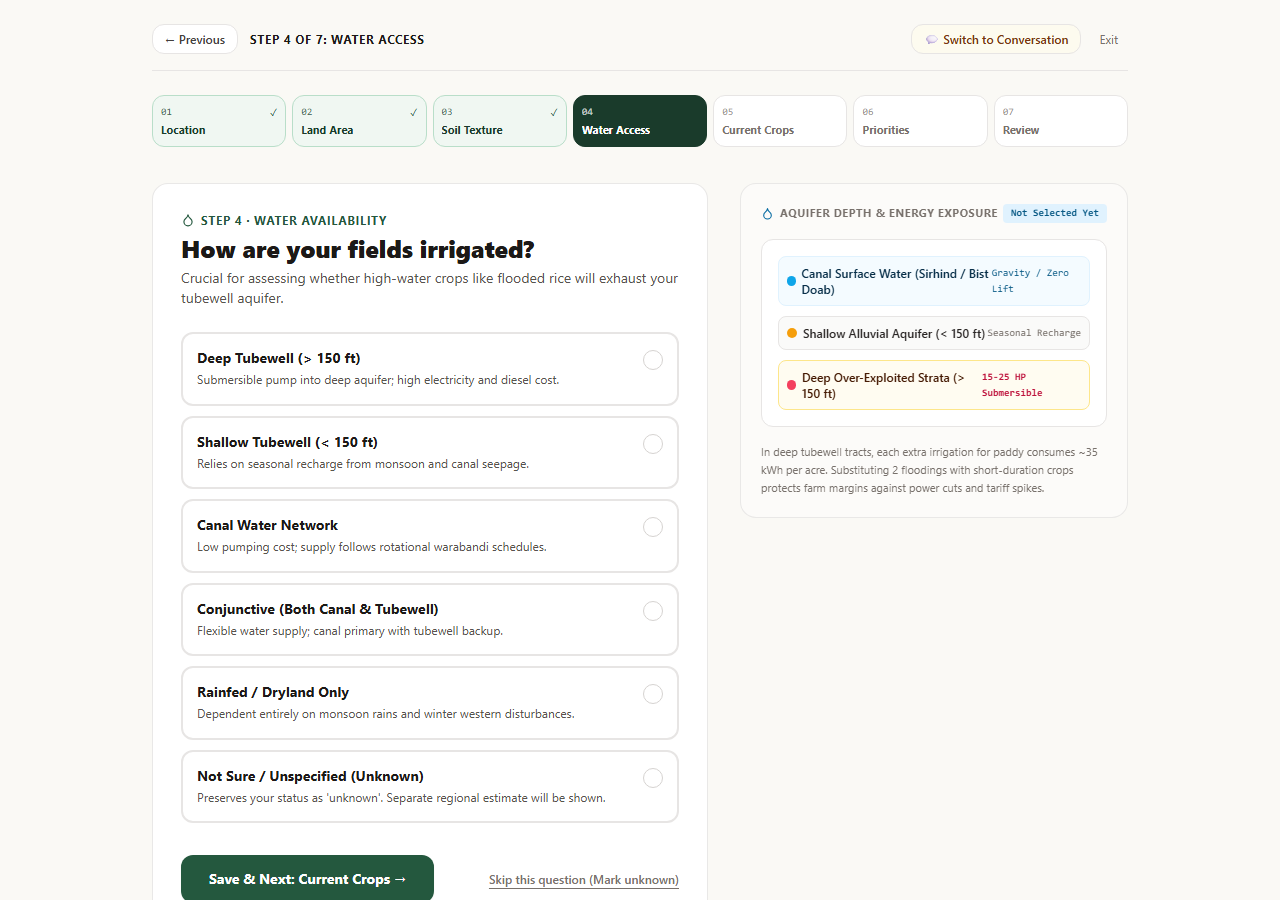 ← Previous
STEP 4 OF 7: WATER ACCESS
Switch to Conversation
Exit
01 ✓
Location
02 ✓
Land Area
03 ✓
Soil Texture
04
Water Access
05
Current Crops
06
Priorities
07
Review
STEP 4 · WATER AVAILABILITY
How are your fields irrigated?
Crucial for assessing whether high-water crops like flooded rice will exhaust your
tubewell aquifer.
Deep Tubewell (> 150 ft)
Submersible pump into deep aquifer; high electricity and diesel cost.
Shallow Tubewell (< 150 ft)
Relies on seasonal recharge from monsoon and canal seepage.
Canal Water Network
Low pumping cost; supply follows rotational warabandi schedules.
Conjunctive (Both Canal & Tubewell)
Flexible water supply; canal primary with tubewell backup.
Rainfed / Dryland Only
Dependent entirely on monsoon rains and winter western disturbances.
Not Sure / Unspecified (Unknown)
Preserves your status as 'unknown'. Separate regional estimate will be shown.
Save & Next: Current Crops →
Skip this question (Mark unknown)
AQUIFER DEPTH & ENERGY EXPOSURE
Not Selected Yet
Canal Surface Water (Sirhind / Bist
Doab)
Gravity / Zero
Lift
Shallow Alluvial Aquifer (< 150 ft)
Seasonal Recharge
Deep Over-Exploited Strata (>
150 ft)
15-25 HP
Submersible
In deep tubewell tracts, each extra irrigation for paddy consumes ~35
kWh per acre. Substituting 2 floodings with short-duration crops
protects farm margins against power cuts and tariff spikes.